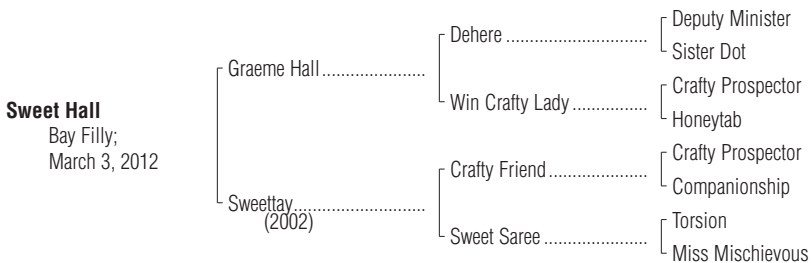 Deputy Minister
Dehere ..............................
Sister Dot
Graeme Hall......................
Crafty Prospector
Win Crafty Lady ................
Honeytab
Sweet Hall
Bay Filly;
March 3, 2012
Crafty Prospector
Crafty Friend .....................
Companionship
Sweettay............................
(2002)
Torsion
Sweet Saree ......................
Miss Mischievous